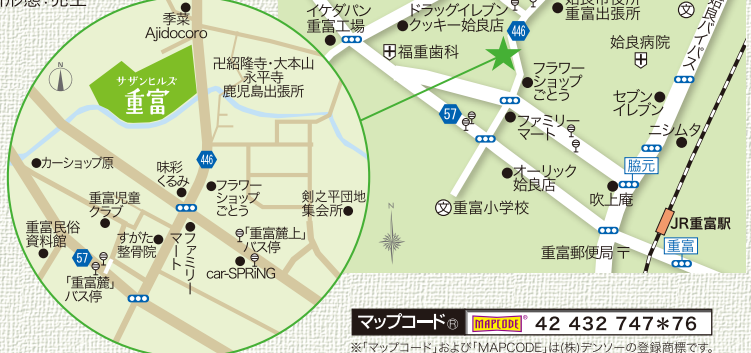 季菜
Ajidocoro
卍紹隆寺・大本山
永平寺
鹿児島出張所
N
サザンヒルズ
重富
カーショップ原
味彩
くるみ
446
フラワー
ショップ
ごとう
重富児童
クラブ
剣之平団地
集会所
重富民俗
資料館
すがた
整骨院
ファミリー
マート
「重富麓上」
バス停
car-SPRiNG
57
「重富麓」
バス停
イケダパン
重富工場
ドラッグイレブン
クッキー姶良店
重富出張所
446
文
姶良バイパス
福重歯科
姶良病院
フラワー
ショップ
ごとう
セブン
イレブン
57
ファミリー
マート
ニシムタ
脇元
オーリック
姶良店
吹上庵
文重富小学校
N
JR重富駅
重富
重富郵便局〒
マップコード®
MAPCODE® 42 432 747*76
※「マップコード」および「MAPCODE」は(株)デンソーの登録商標です。